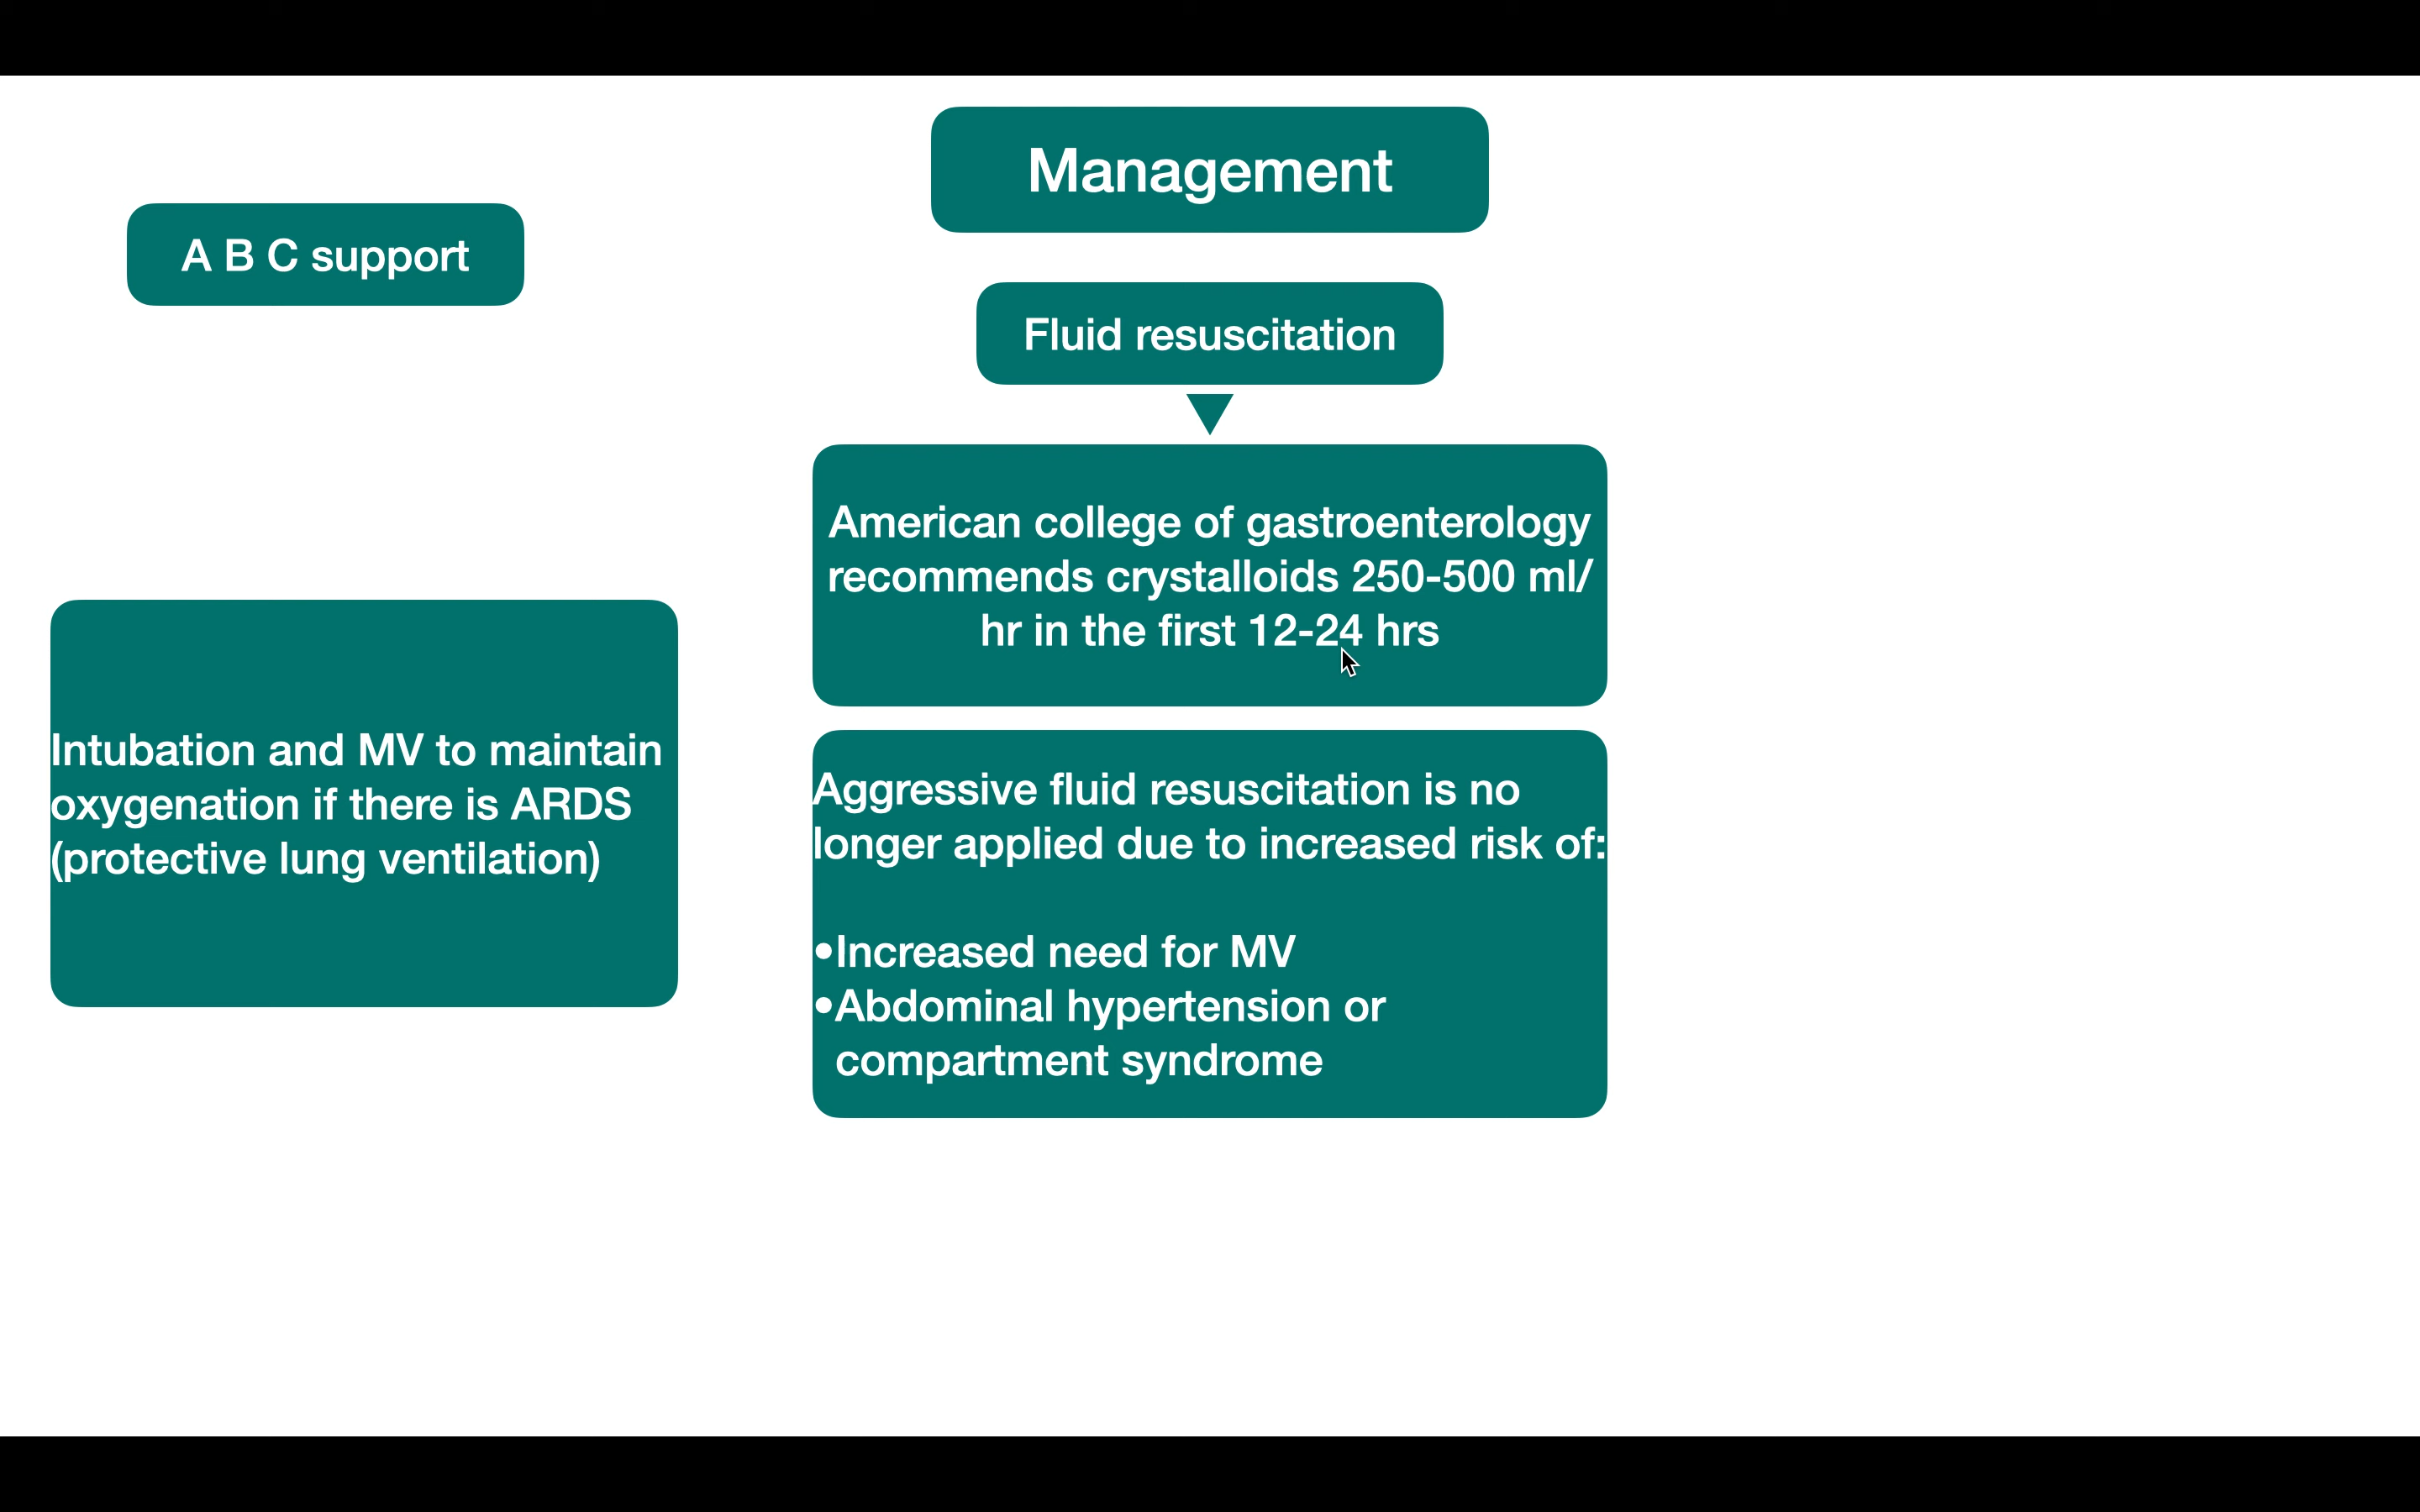 Management
A B C support
Fluid resuscitation
American college of gastroenterology
recommends crystalloids 250-500 ml/
hr in the first 12-24 hrs
Intubation and MV to maintain
oxygenation if there is ARDS
(protective lung ventilation)
Aggressive fluid resuscitation is no
longer applied due to increased risk of:
•Increased need for MV
•Abdominal hypertension or
compartment syndrome